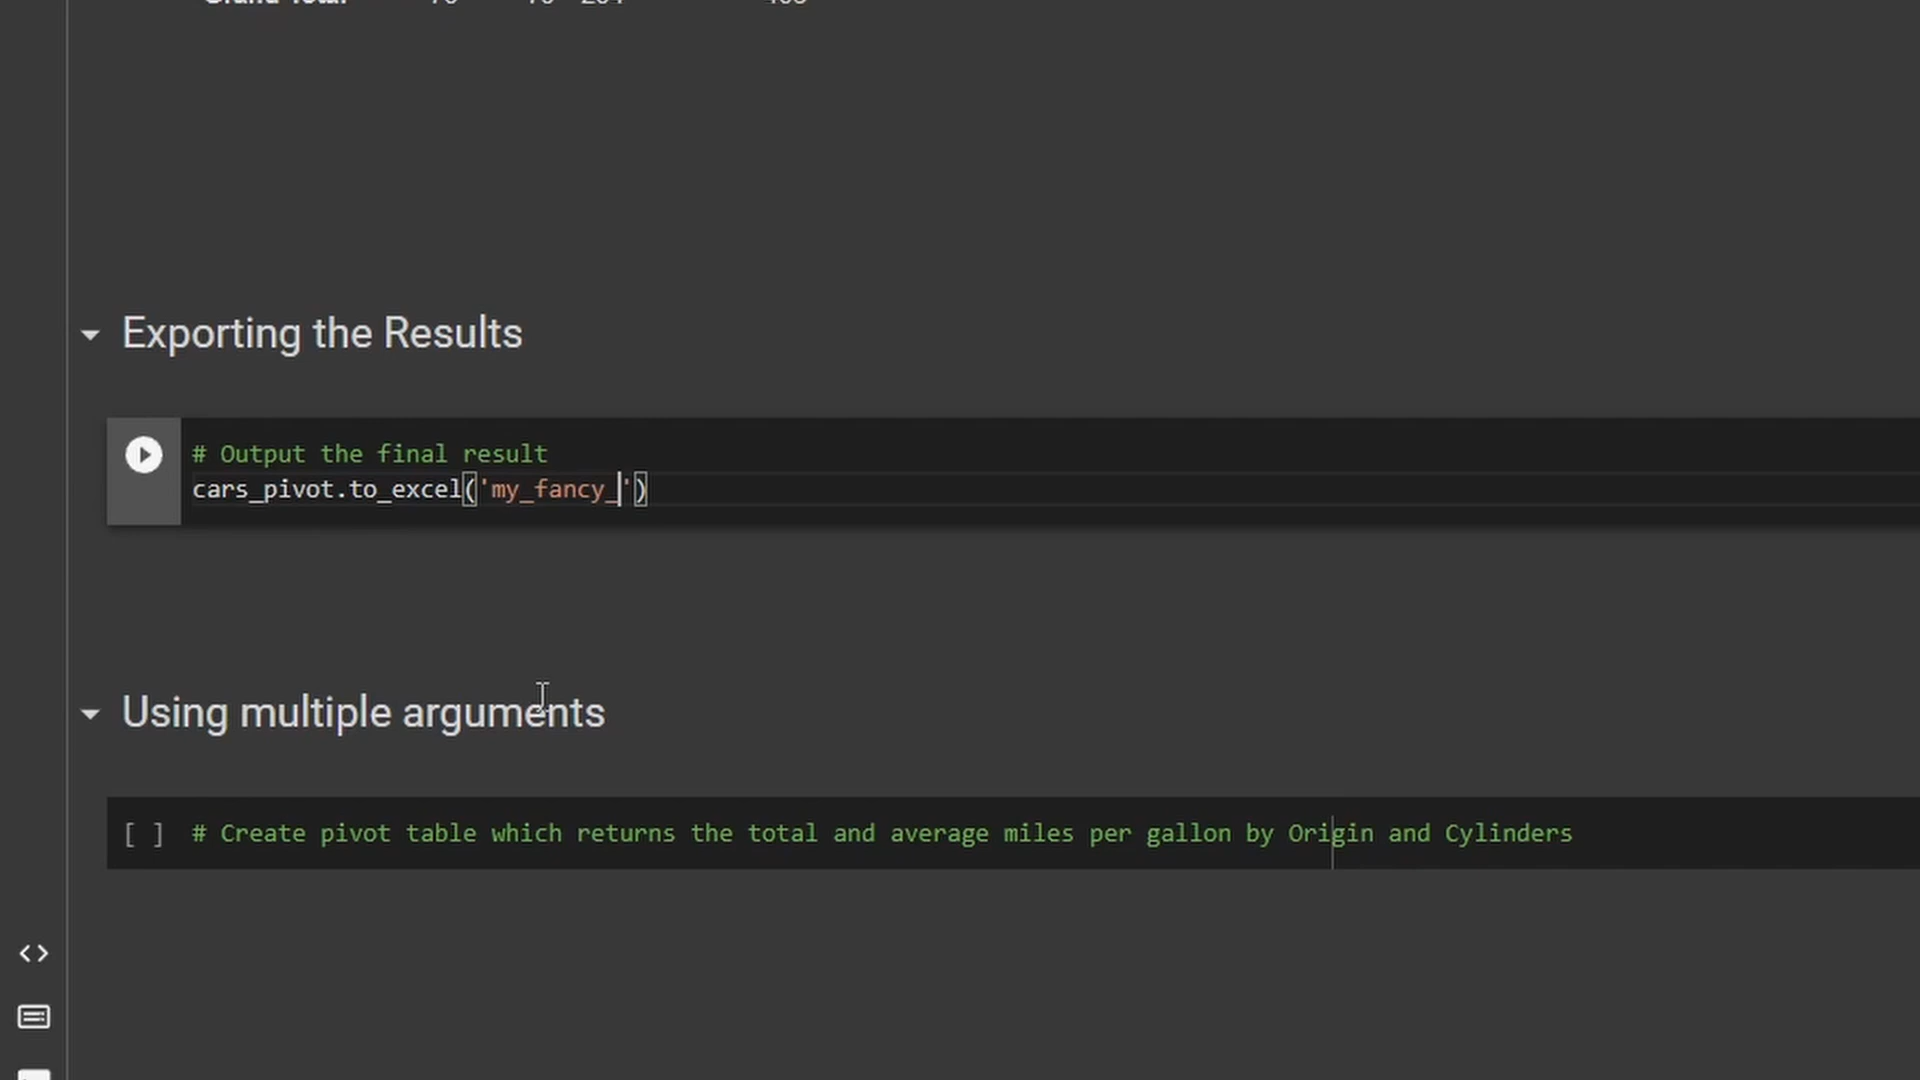 Exporting the Results
# Output the final result
cars_pivot.to_excel('my_fancy_')
Using multiple arguments
[ ] # Create pivot table which returns the total and average miles per gallon by Origin and Cylinders